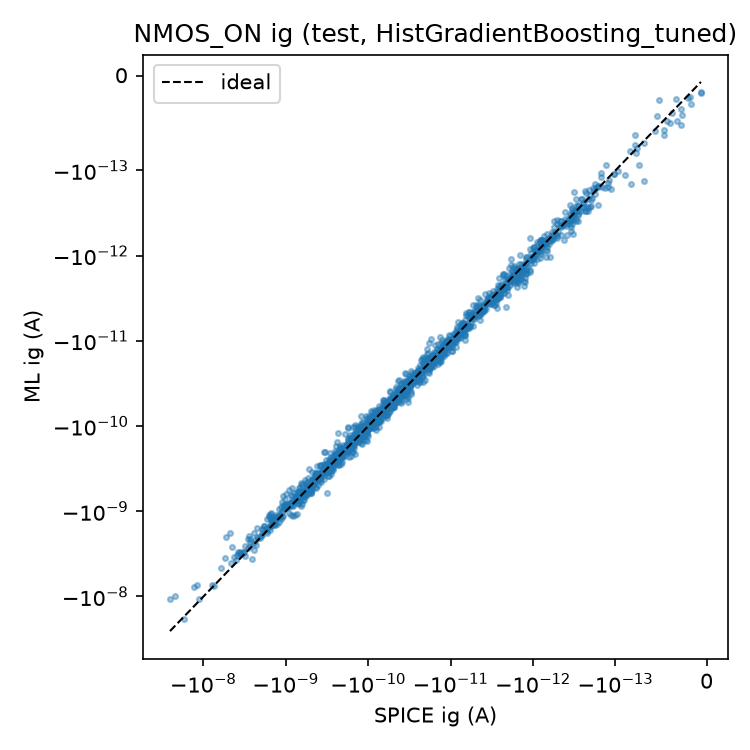 NMOS_ON ig (test, HistGradientBoosting_tuned)
ideal
ML ig (A)
0
−10⁻¹³
−10⁻¹²
−10⁻¹¹
−10⁻¹⁰
−10⁻⁹
−10⁻⁸
−10⁻⁸ −10⁻⁹ −10⁻¹⁰ −10⁻¹¹ −10⁻¹² −10⁻¹³ 0
SPICE ig (A)